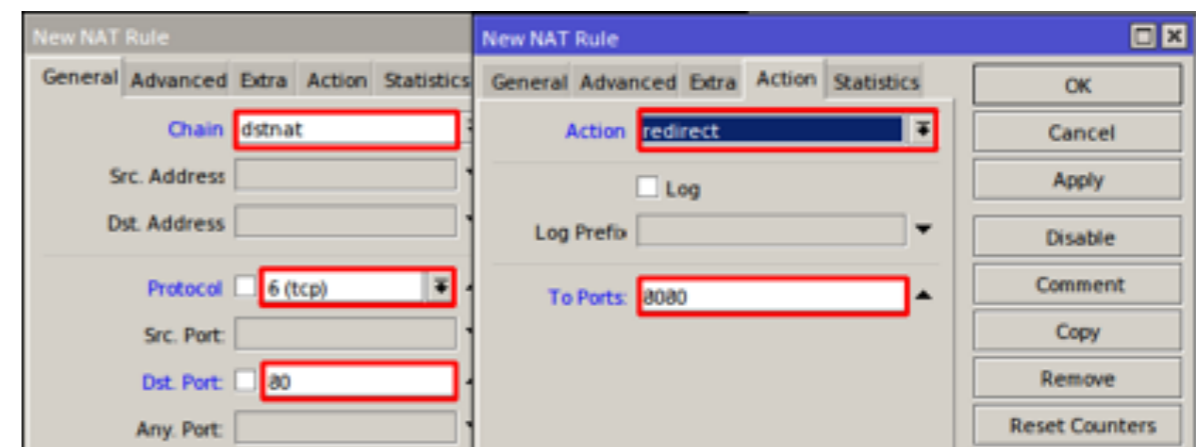 New NAT Rule
General Advanced Extra Action Statistics
Chain dstnat
Src. Address
Dst. Address
Protocol 6 (tcp)
Src. Port:
Dst. Port: 80
Any. Port:
New NAT Rule
General Advanced Extra Action Statistics
Action redirect
Log
Log Prefix
To Ports: 8080
OK
Cancel
Apply
Disable
Comment
Copy
Remove
Reset Counters